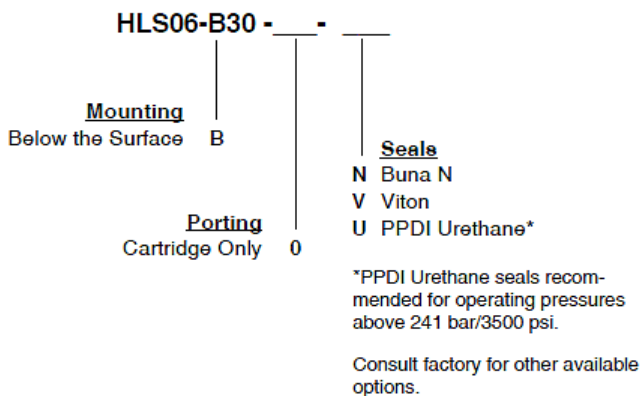 HLS06-B30 -___- ___
Mounting
Below the Surface B
Porting
Cartridge Only 0
Seals
N Buna N
V Viton
U PPDI Urethane*
*PPDI Urethane seals recom-
mended for operating pressures
above 241 bar/3500 psi.
Consult factory for other available
options.